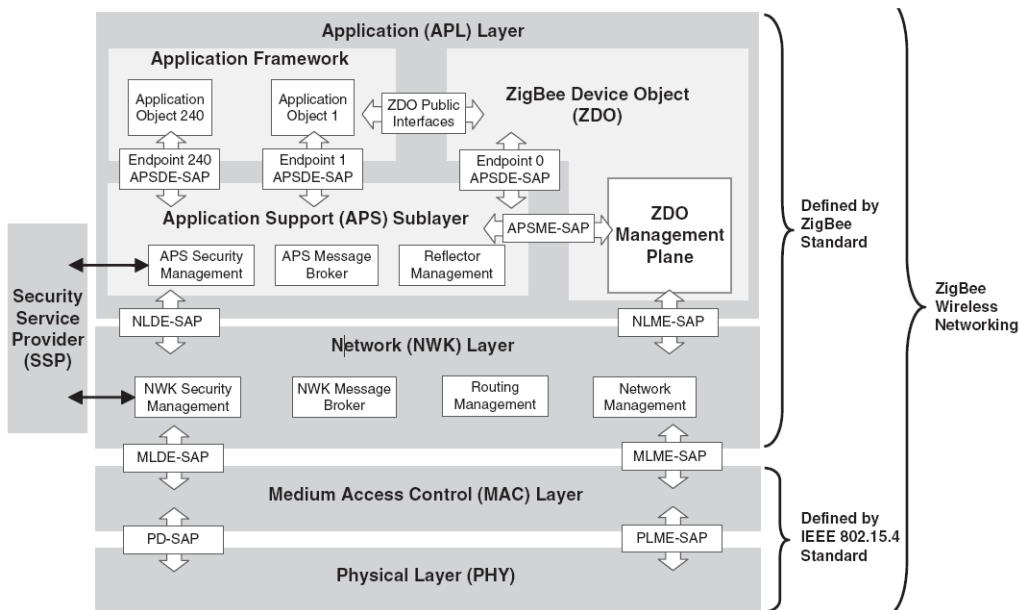 Application (APL) Layer
Application Framework
Application
Object 240
Application
Object 1
ZDO Public
Interfaces
ZigBee Device Object
(ZDO)
Endpoint 240
APSDE-SAP
Endpoint 1
APSDE-SAP
Endpoint 0
APSDE-SAP
Application Support (APS) Sublayer
APSME-SAP
ZDO
Management
Plane
APS Security
Management
APS Message
Broker
Reflector
Management
Security
Service
Provider
(SSP)
NLDE-SAP
NLME-SAP
Network (NWK) Layer
NWK Security
Management
NWK Message
Broker
Routing
Management
Network
Management
MLDE-SAP
MLME-SAP
Medium Access Control (MAC) Layer
PD-SAP
PLME-SAP
Physical Layer (PHY)
Defined by
ZigBee
Standard
Defined by
IEEE 802.15.4
Standard
ZigBee
Wireless
Networking